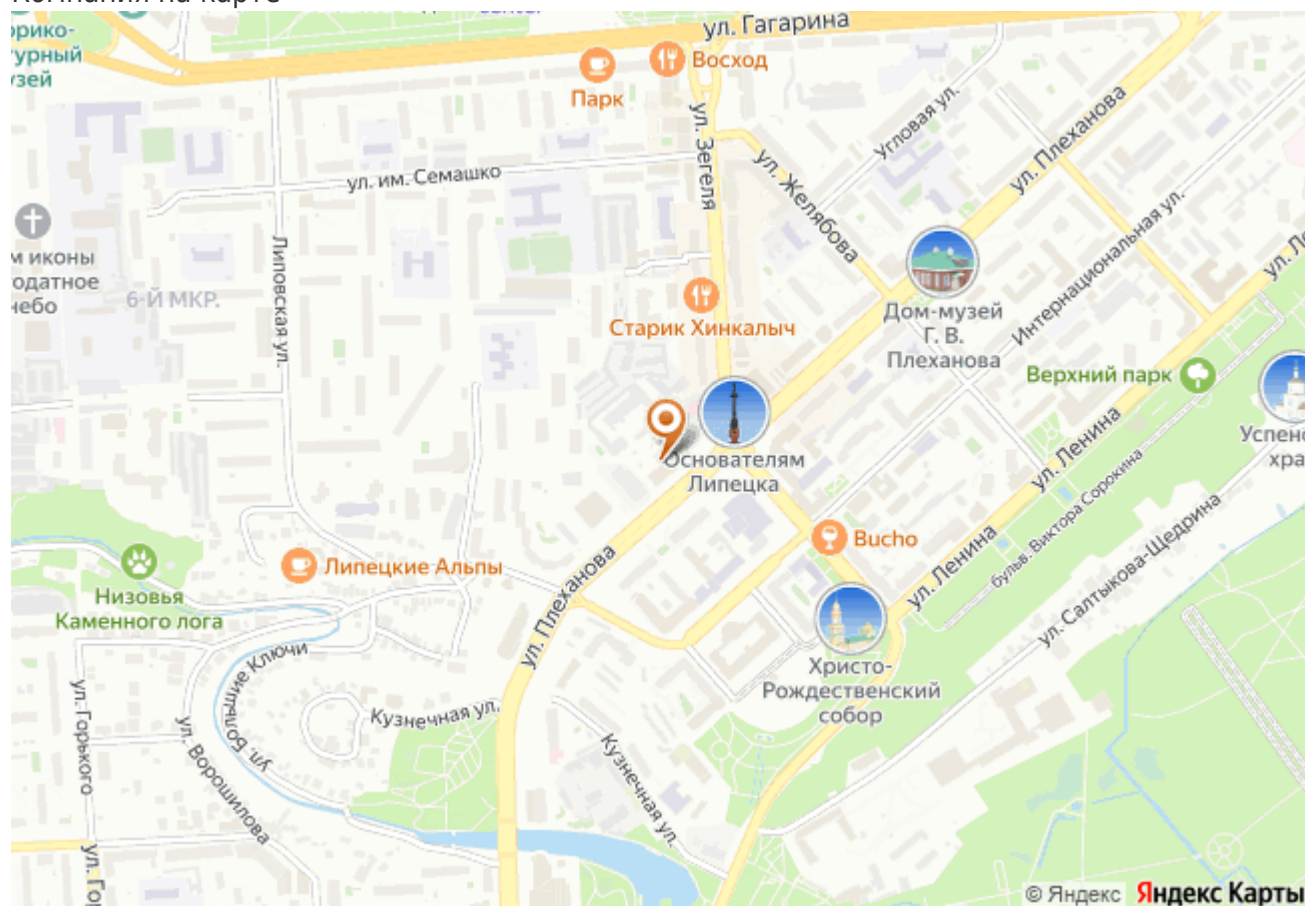 ул. Гагарина
Восход
Парк
ул. Зегеля
ул. Желябова
Угловая ул.
ул. Плеханова
ул. им. Семашко
Липовская ул.
6-Й МКР.
м иконы
Интернациональная ул.
Дом-музей
Г. В.
Плеханова
Старик Хинкалыч
Верхний парк
Основателям
Липецка
ул. Ленина
бульв. Виктора Сорокина
ул. Салтыкова-Щедрина
Bucho
ул. Ленина
Липецкие Альпы
Низовья
Каменного лога
ул. Плеханова
Христо-
Рождественский
собор
ул. Большие Ключи
Кузнечная ул.
Кузнечная ул.
ул. Горького
ул. Ворошилова
© Яндекс Яндекс Карты